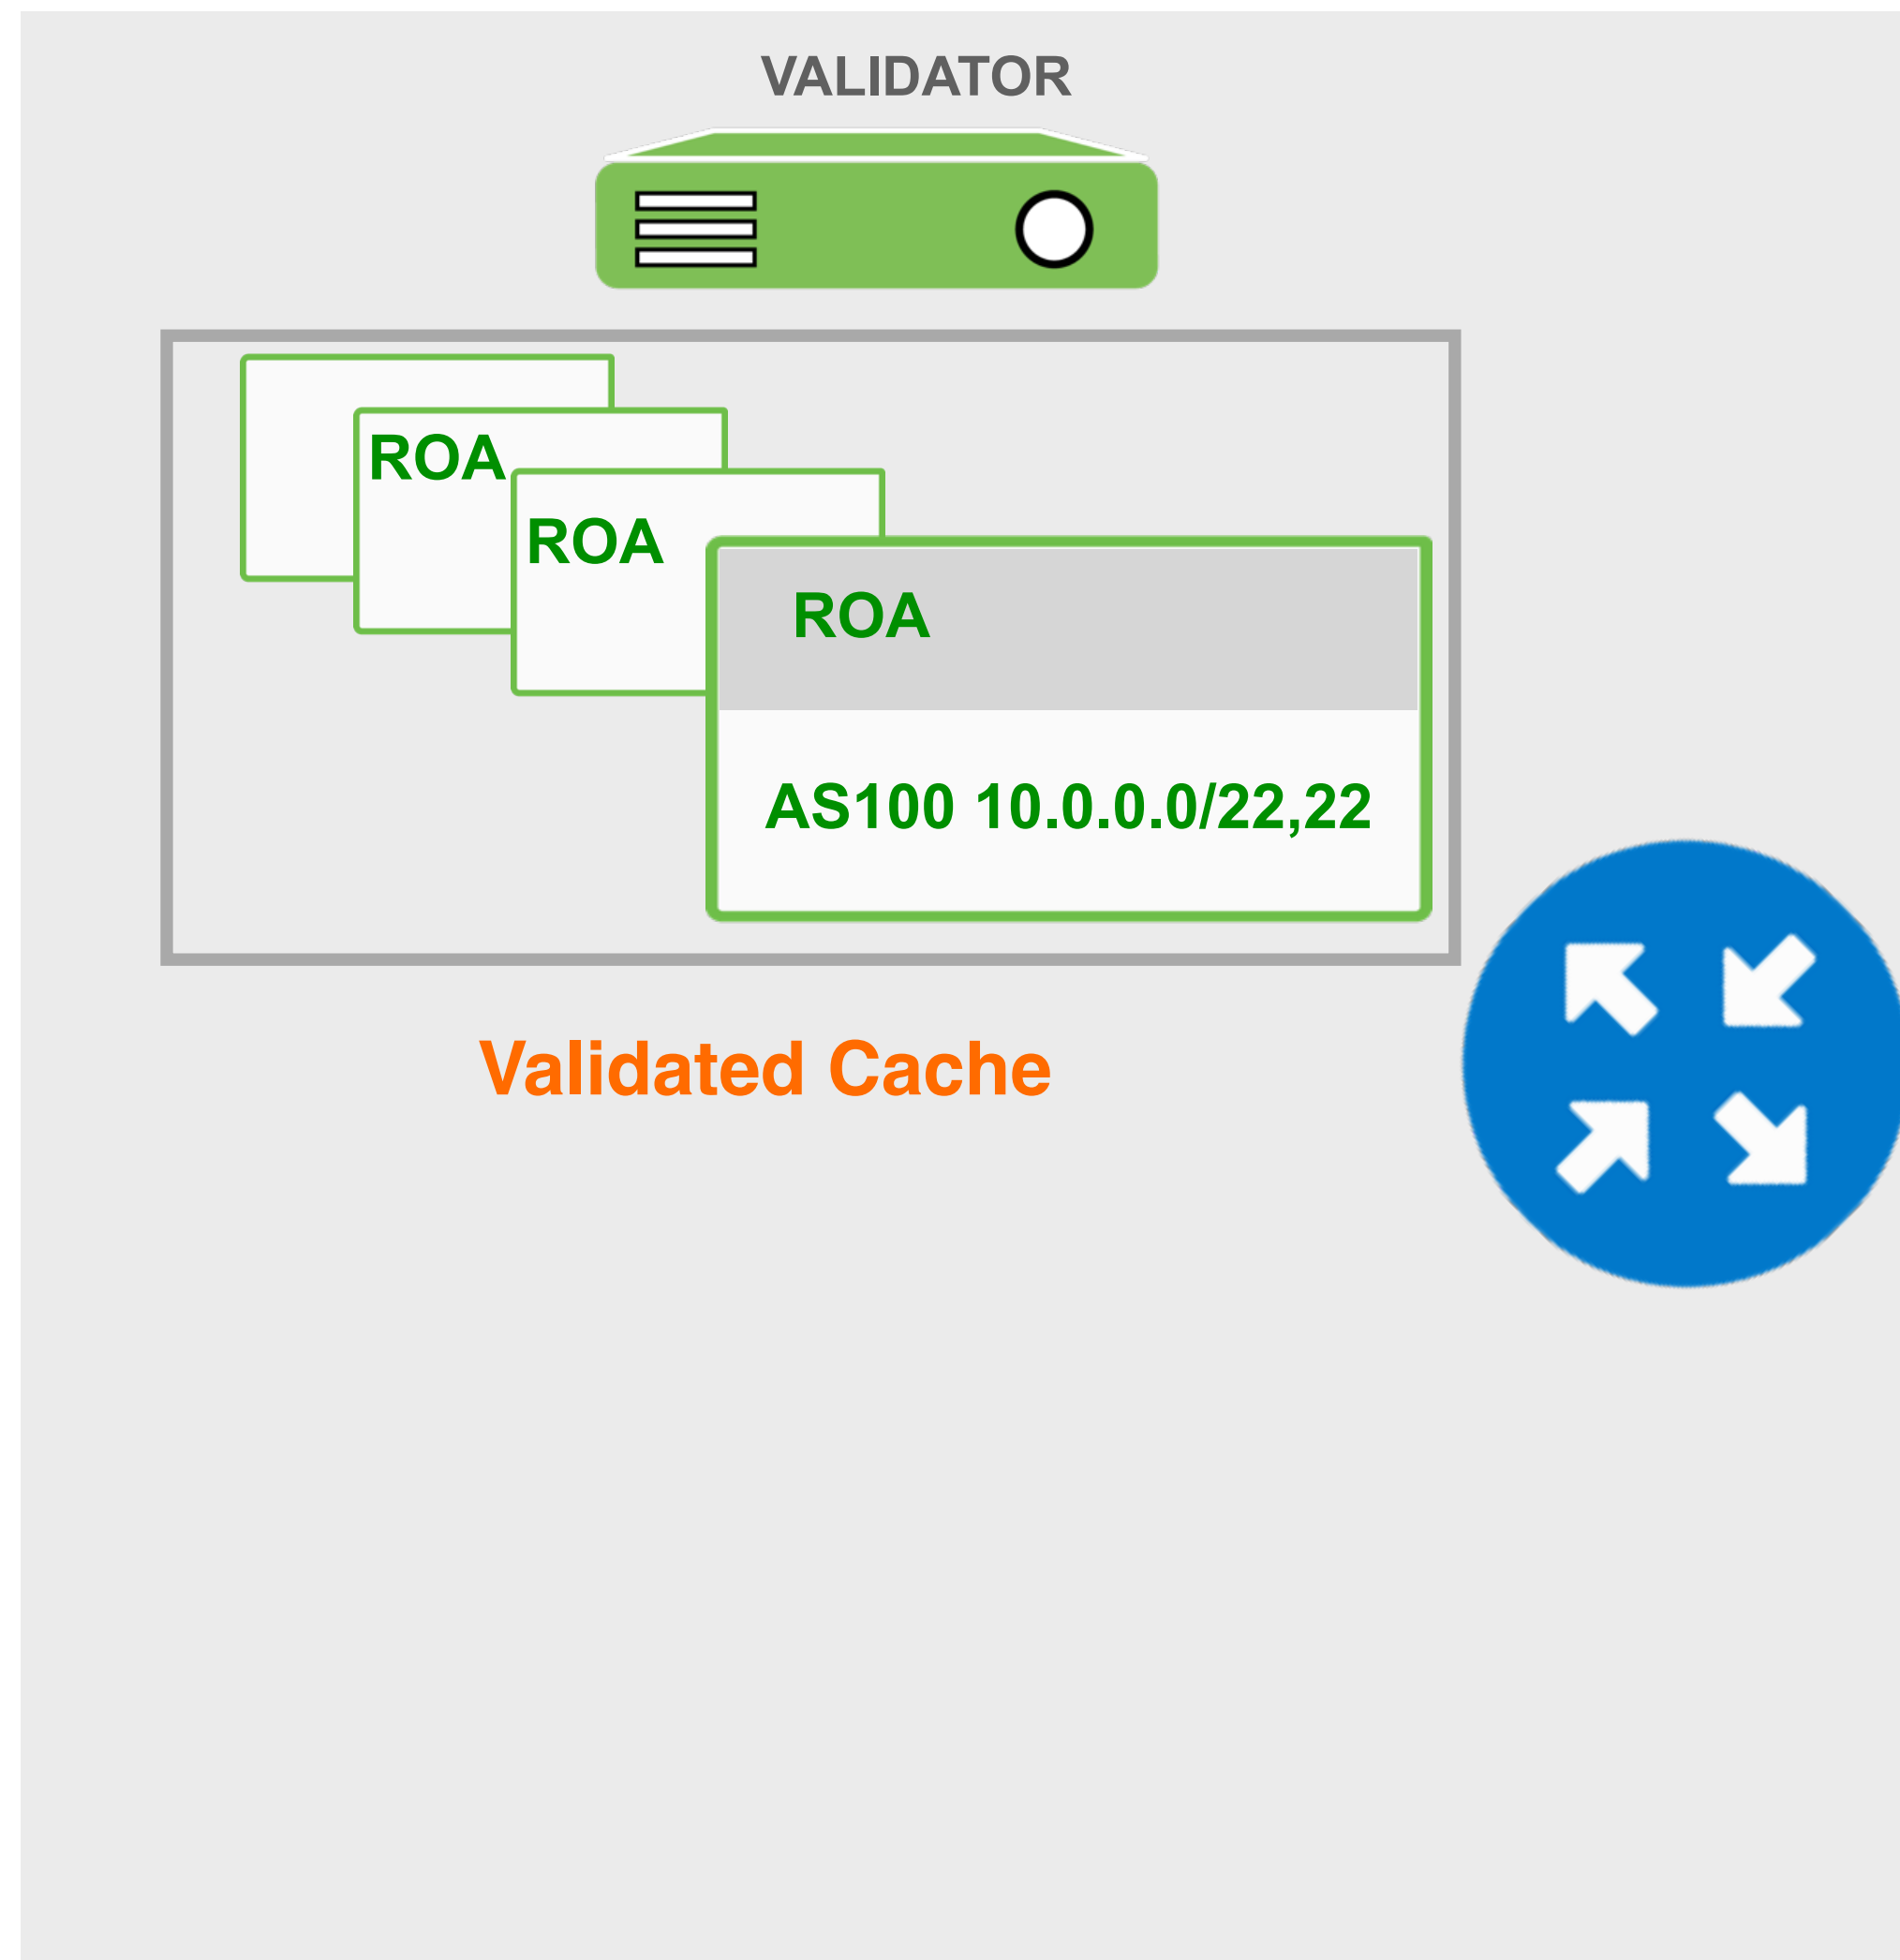 VALIDATOR
ROA
ROA
ROA
AS100 10.0.0.0/22,22
Validated Cache